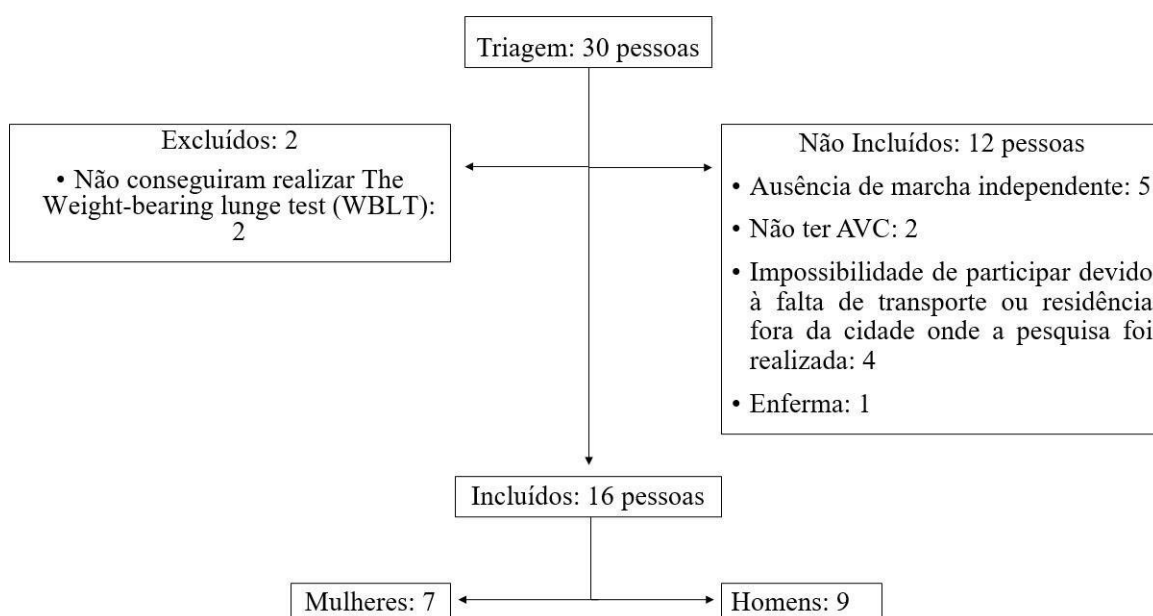 Triagem: 30 pessoas
Excluídos: 2
• Não conseguiram realizar The
Weight-bearing lunge test (WBLT):
2
Não Incluídos: 12 pessoas
• Ausência de marcha independente: 5
• Não ter AVC: 2
• Impossibilidade de participar devido
à falta de transporte ou residência
fora da cidade onde a pesquisa foi
realizada: 4
• Enferma: 1
Incluídos: 16 pessoas
Mulheres: 7
Homens: 9